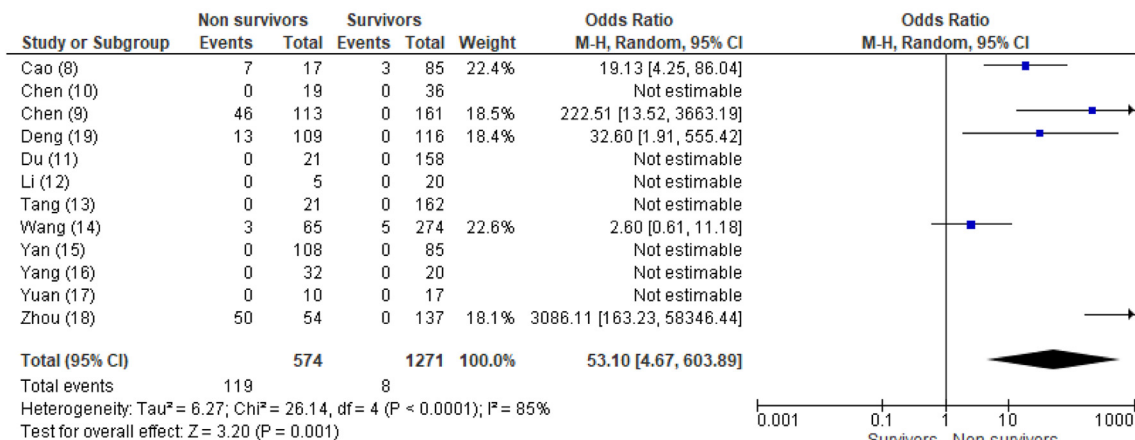 Non survivors Survivors Odds Ratio Odds Ratio
Study or Subgroup Events Total Events Total Weight M-H, Random, 95% CI M-H, Random, 95% CI
Cao (8) 7 17 3 85 22.4% 19.13 [4.25, 86.04]
Chen (10) 0 19 0 36 Not estimable
Chen (9) 46 113 0 161 18.5% 222.51 [13.52, 3663.19]
Deng (19) 13 109 0 116 18.4% 32.60 [1.91, 555.42]
Du (11) 0 21 0 158 Not estimable
Li (12) 0 5 0 20 Not estimable
Tang (13) 0 21 0 162 Not estimable
Wang (14) 3 65 5 274 22.6% 2.60 [0.61, 11.18]
Yan (15) 0 108 0 85 Not estimable
Yang (16) 0 32 0 20 Not estimable
Yuan (17) 0 10 0 17 Not estimable
Zhou (18) 50 54 0 137 18.1% 3086.11 [163.23, 58346.44]
Total (95% CI) 574 1271 100.0% 53.10 [4.67, 603.89]
Total events 119 8
Heterogeneity: Tau² = 6.27; Chi² = 26.14, df = 4 (P < 0.0001); I² = 85%
Test for overall effect: Z = 3.20 (P = 0.001)
0.001 0.1 1 10 1000
Survivors Non survivors